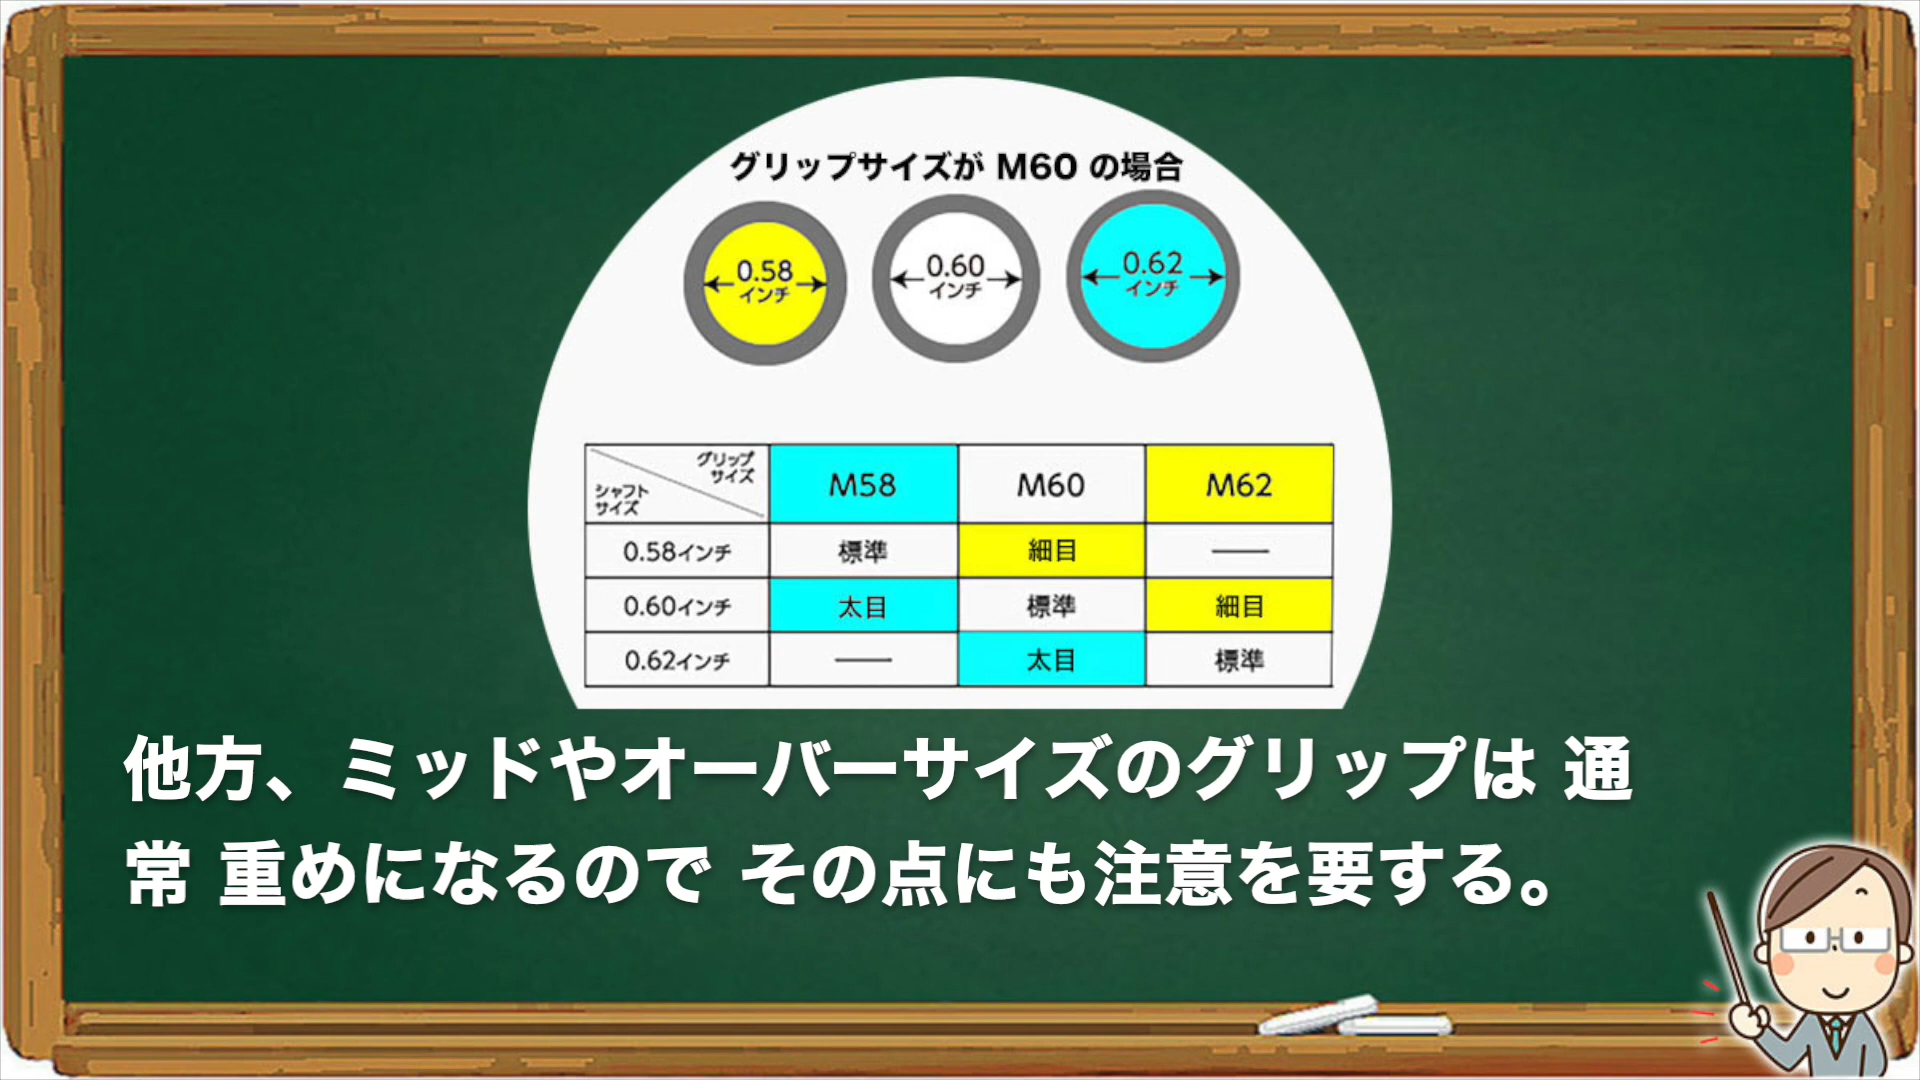 グリップサイズが M60 の場合
0.58
インチ
0.60
インチ
0.62
インチ
グリップ
サイズ
シャフト
サイズ
M58 M60 M62
0.58インチ 標準 細目 ―
0.60インチ 太目 標準 細目
0.62インチ ― 太目 標準
他方、ミッドやオーバーサイズのグリップは 通
常 重めになるので その点にも注意を要する。